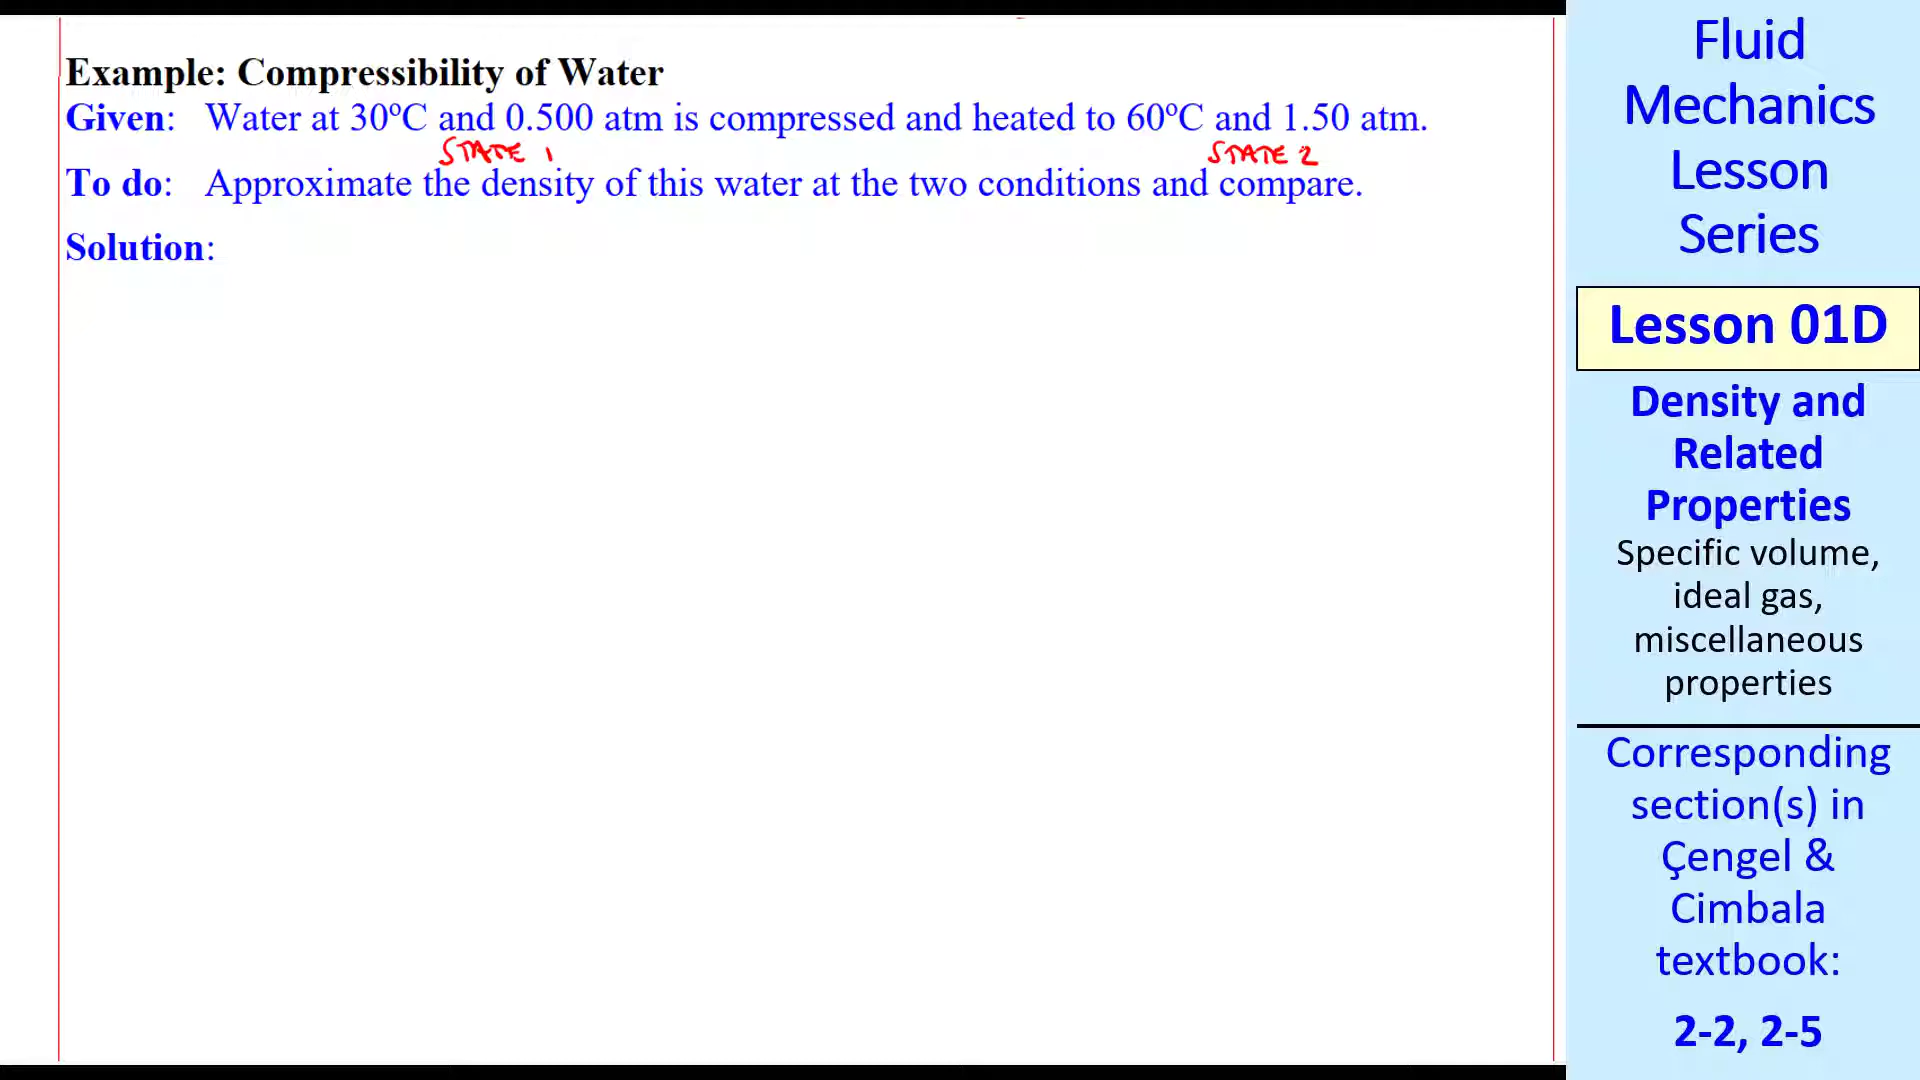 Example: Compressibility of Water
Given: Water at 30ºC and 0.500 atm is compressed and heated to 60ºC and 1.50 atm.
STATE 1 STATE 2
To do: Approximate the density of this water at the two conditions and compare.
Solution:
Fluid
Mechanics
Lesson
Series
Lesson 01D
Density and
Related
Properties
Specific volume,
ideal gas,
miscellaneous
properties
Corresponding
section(s) in
Çengel &
Cimbala
textbook:
2-2, 2-5